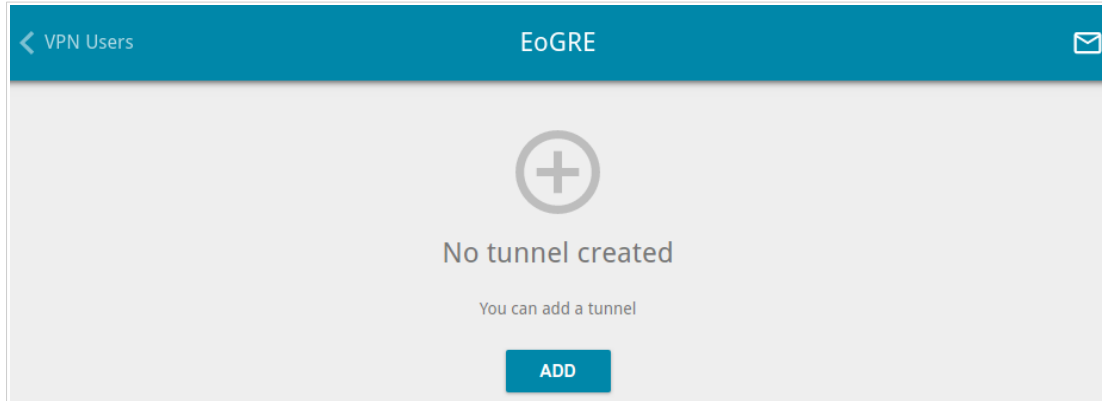 VPN Users
EoGRE
No tunnel created
You can add a tunnel
ADD